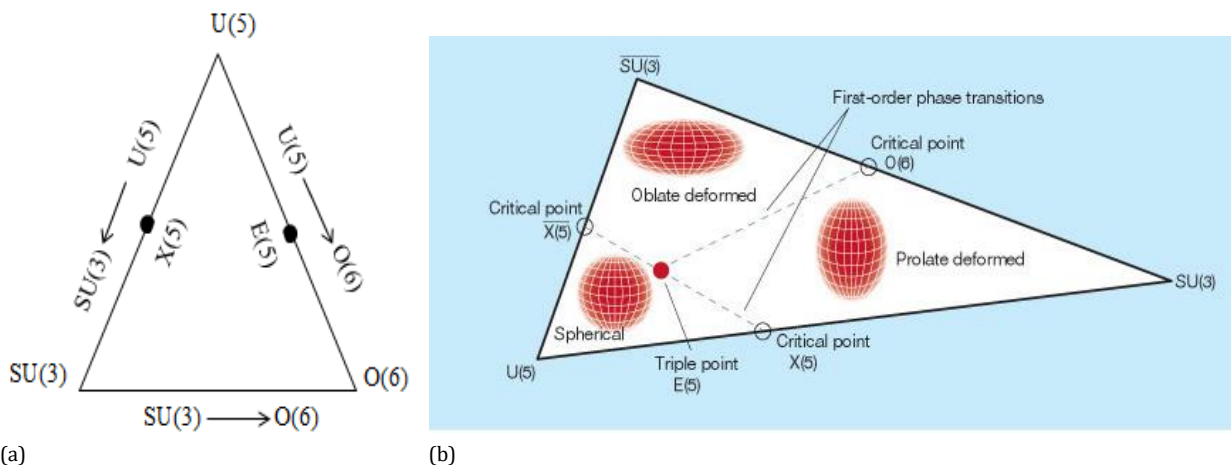 U(5)
U(5)
SU(3)
X(5)
U(5)
O(6)
E(5)
SU(3)
O(6)
SU(3) → O(6)
(a)
SU(3)
First-order phase transitions
Critical point
O(6)
Oblate deformed
Critical point
X(5)
Prolate deformed
SU(3)
Spherical
U(5)
Triple point
E(5)
Critical point
X(5)
(b)